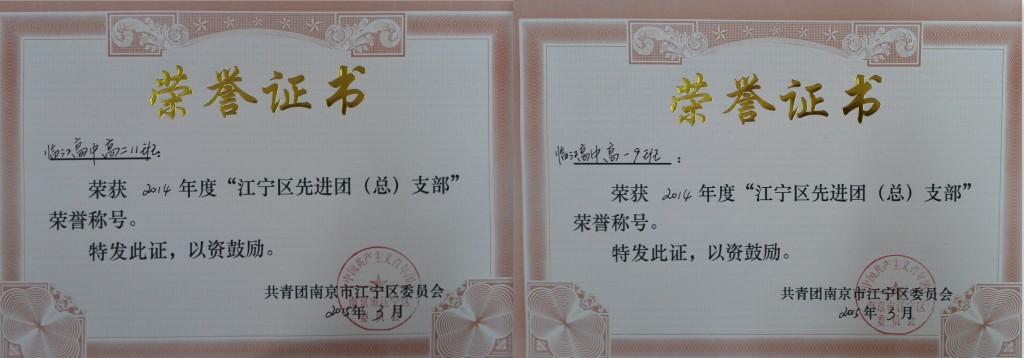 荣誉证书
临江高中高二11班:
荣获 2014 年度“江宁区先进团（总）支部”
荣誉称号。
特发此证，以资鼓励。
共青团南京市江宁区委员会
2015年 3 月
荣誉证书
临江高中高一9班 :
荣获 2014 年度“江宁区先进团（总）支部”
荣誉称号。
特发此证，以资鼓励。
共青团南京市江宁区委员会
2015年 3 月